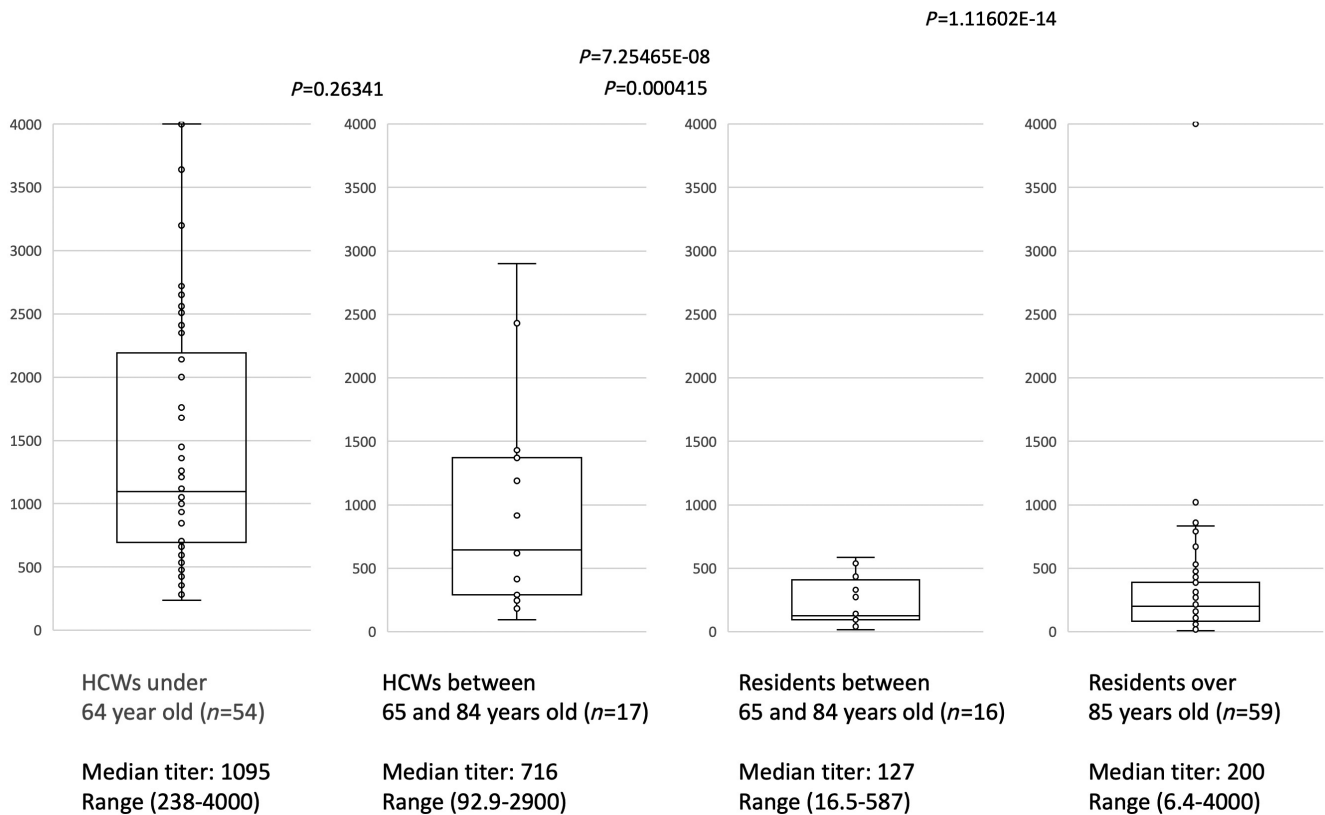 P=1.11602E-14
P=7.25465E-08
P=0.26341
P=0.000415
4000
3500
3000
2500
2000
1500
1000
500
0
4000
3500
3000
2500
2000
1500
1000
500
0
4000
3500
3000
2500
2000
1500
1000
500
0
4000
3500
3000
2500
2000
1500
1000
500
0
HCWs under
64 year old (n=54)
Median titer: 1095
Range (238-4000)
HCWs between
65 and 84 years old (n=17)
Median titer: 716
Range (92.9-2900)
Residents between
65 and 84 years old (n=16)
Median titer: 127
Range (16.5-587)
Residents over
85 years old (n=59)
Median titer: 200
Range (6.4-4000)